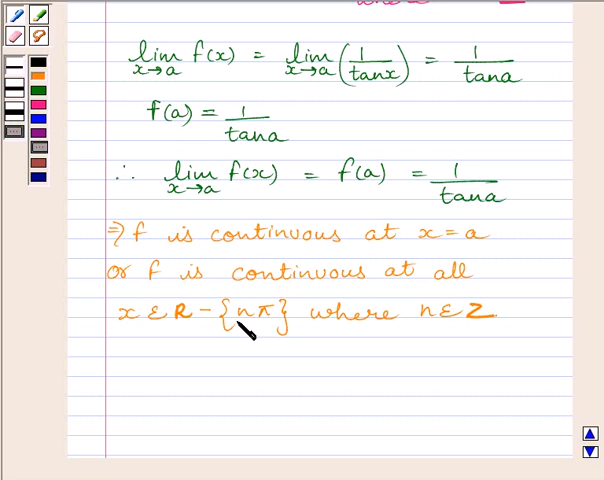 lim x→a f(x) = lim x→a (1/tanx) = 1/tana
f(a) = 1/tana
∴ lim x→a f(x) = f(a) = 1/tana
⇒ f is continuous at x = a
or f is continuous at all
x ε R - {nπ} where n ε Z.